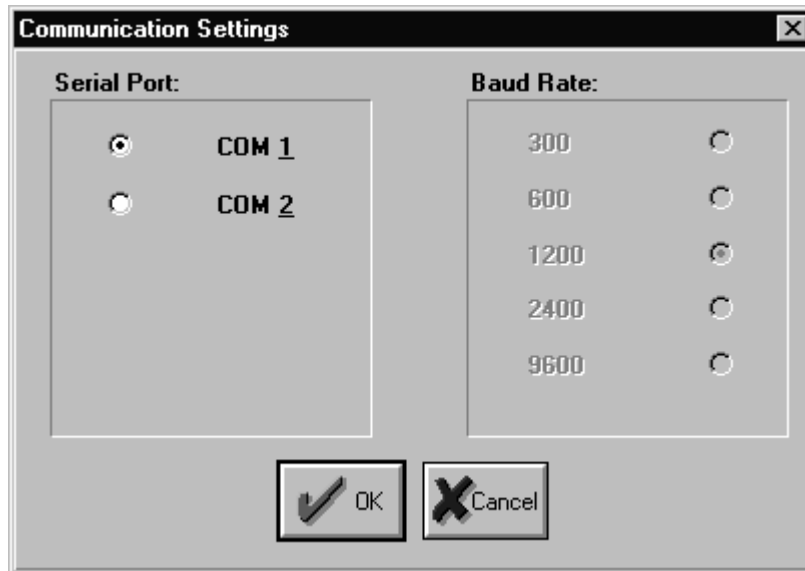 Communication Settings
Serial Port:
COM 1
COM 2
Baud Rate:
300
600
1200
2400
9600
OK
Cancel